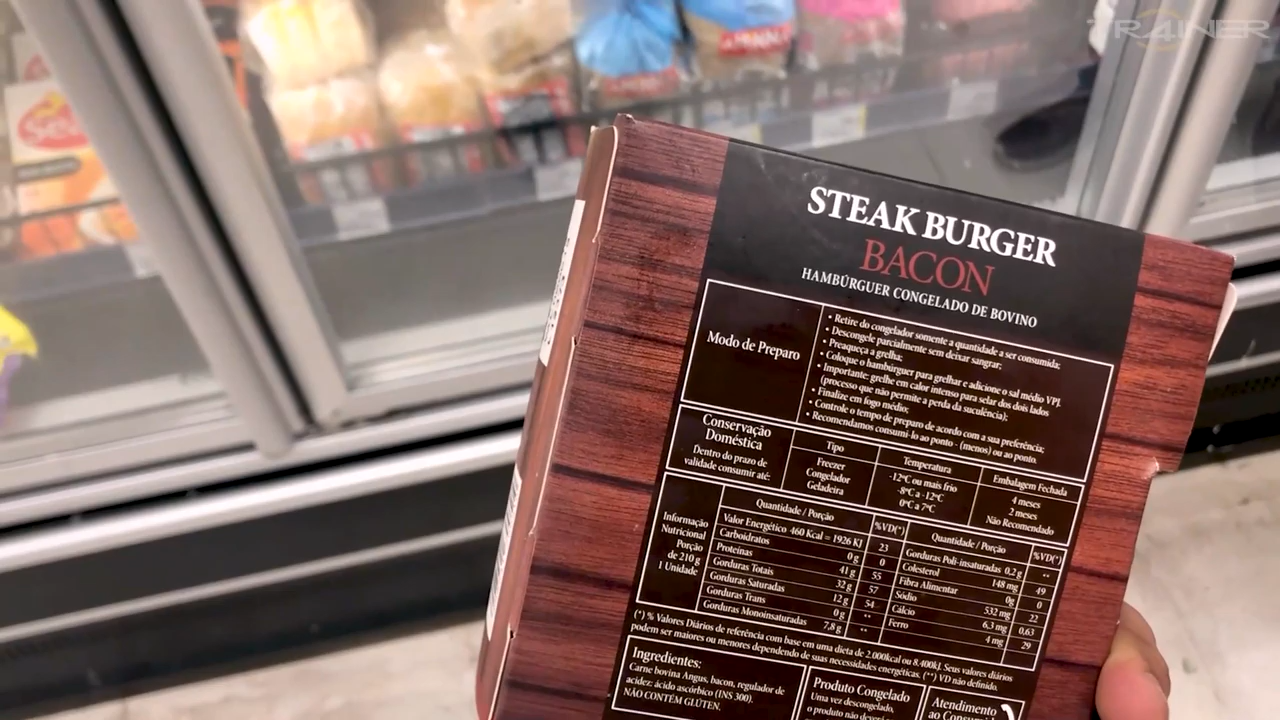 TR4INER
STEAK BURGER
BACON
HAMBÚRGUER CONGELADO DE BOVINO
Modo de Preparo
• Retire do congelador somente a quantidade a ser consumida;
• Descongele parcialmente sem deixar sangrar;
• Preaqueça a grelha;
• Coloque o hambúrguer para grelhar e adicione o sal médio VPJ.
• Importante: grelhe em calor intenso para selar dos dois lados
(processo que não permite a perda da suculência);
• Finalize em fogo médio;
• Controle o tempo de preparo de acordo com a sua preferência;
• Recomendamos consumi-lo ao ponto - (menos) ou ao ponto.
Conservação
Doméstica
Dentro do prazo de
validade consumir até:
Tipo
Freezer
Congelador
Geladeira
Temperatura
-12°C ou mais frio
-8°C a -12°C
0°C a 7°C
Embalagem Fechada
4 meses
2 meses
Não Recomendado
Informação
Nutricional
Porção
de 210 g
1 Unidade
Quantidade / Porção %VD(*)
Valor Energético 460 Kcal = 1926 KJ 23
Carboidratos 0 g 0
Proteínas 41 g 55
Gorduras Totais 32 g 57
Gorduras Saturadas 12 g 54
Gorduras Trans 0 g **
Gorduras Monoinsaturadas 7,8 g **
Quantidade / Porção %VD(*)
Gorduras Poli-insaturadas 0,2 g **
Colesterol 148 mg 49
Fibra Alimentar 0g 0
Sódio 532 mg 22
Cálcio 6,3 mg 0,63
Ferro 4 mg 29
(*) % Valores Diários de referência com base em uma dieta de 2.000kcal ou 8.400kJ. Seus valores diários
podem ser maiores ou menores dependendo de suas necessidades energéticas. (**) VD não definido.
Ingredientes:
Carne bovina Angus, bacon, regulador de
acidez: ácido ascórbico (INS 300).
NÃO CONTÉM GLÚTEN.
Produto Congelado
Uma vez descongelado,
o produto não
Atendimento
ao